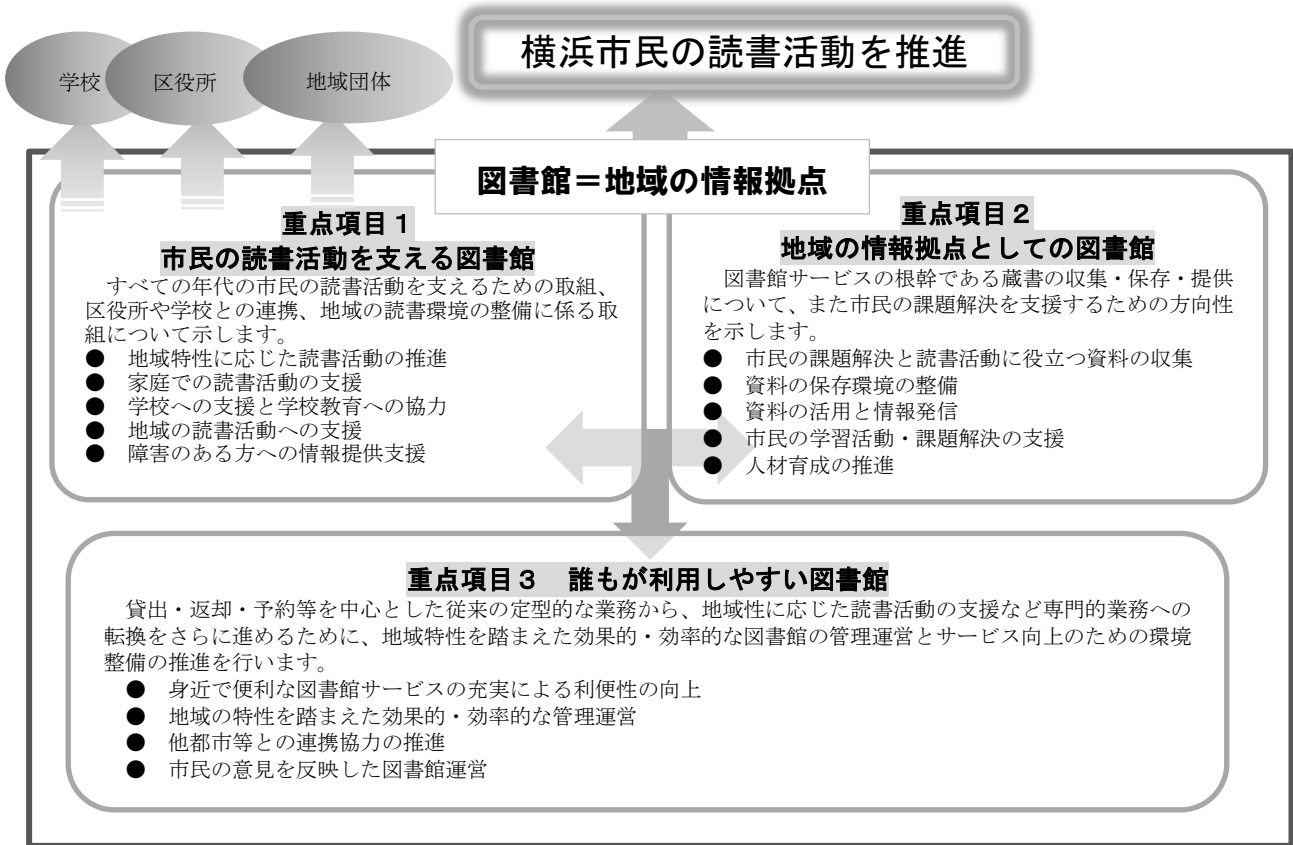 横浜市民の読書活動を推進
学校
区役所
地域団体
図書館＝地域の情報拠点
重点項目１
市民の読書活動を支える図書館
すべての年代の市民の読書活動を支えるための取組、
区役所や学校との連携、地域の読書環境の整備に係る取
組について示します。
● 地域特性に応じた読書活動の推進
● 家庭での読書活動の支援
● 学校への支援と学校教育への協力
● 地域の読書活動への支援
● 障害のある方への情報提供支援
重点項目２
地域の情報拠点としての図書館
図書館サービスの根幹である蔵書の収集・保存・提供
について、また市民の課題解決を支援するための方向性
を示します。
● 市民の課題解決と読書活動に役立つ資料の収集
● 資料の保存環境の整備
● 資料の活用と情報発信
● 市民の学習活動・課題解決の支援
● 人材育成の推進
重点項目３　誰もが利用しやすい図書館
貸出・返却・予約等を中心とした従来の定型的な業務から、地域性に応じた読書活動の支援など専門的業務への
転換をさらに進めるために、地域特性を踏まえた効果的・効率的な図書館の管理運営とサービス向上のための環境
整備の推進を行います。
● 身近で便利な図書館サービスの充実による利便性の向上
● 地域の特性を踏まえた効果的・効率的な管理運営
● 他都市等との連携協力の推進
● 市民の意見を反映した図書館運営